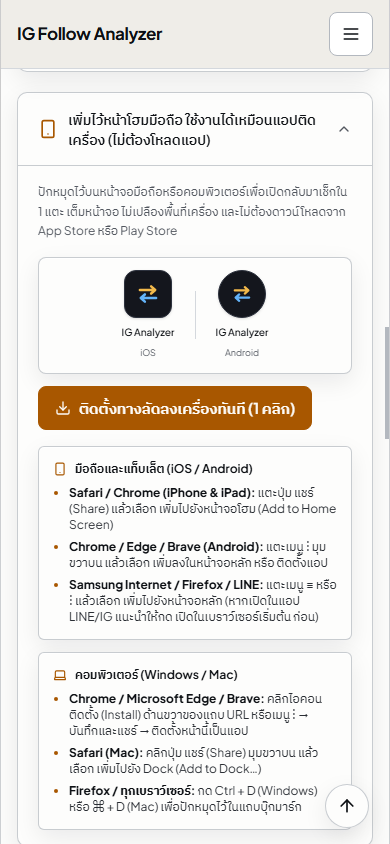 IG Follow Analyzer
เพิ่มไว้หน้าโฮมมือถือ ใช้งานได้เหมือนแอปติด
เครื่อง (ไม่ต้องโหลดแอป)
ปักหมุดไว้บนหน้าจอมือถือหรือคอมพิวเตอร์เพื่อเปิดกลับมาเช็กใน
1 แตะ เต็มหน้าจอ ไม่เปลืองพื้นที่เครื่อง และไม่ต้องดาวน์โหลดจาก
App Store หรือ Play Store
IG Analyzer IG Analyzer
iOS Android
ติดตั้งทางลัดลงเครื่องทันที (1 คลิก)
มือถือและแท็บเล็ต (iOS / Android)
• Safari / Chrome (iPhone & iPad): แตะปุ่ม แชร์
(Share) แล้วเลือก เพิ่มไปยังหน้าจอโฮม (Add to Home
Screen)
• Chrome / Edge / Brave (Android): แตะเมนู ⋮ มุม
ขวาบน แล้วเลือก เพิ่มลงในหน้าจอหลัก หรือ ติดตั้งแอป
• Samsung Internet / Firefox / LINE: แตะเมนู ≡ หรือ
⋮ แล้วเลือก เพิ่มไปยังหน้าจอหลัก (หากเปิดในแอป
LINE/IG แนะนำให้กด เปิดในเบราว์เซอร์เริ่มต้น ก่อน)
คอมพิวเตอร์ (Windows / Mac)
• Chrome / Microsoft Edge / Brave: คลิกไอคอน
ติดตั้ง (Install) ด้านขวาของแถบ URL หรือเมนู ⋮ →
บันทึกและแชร์ → ติดตั้งหน้านี้เป็นแอป
• Safari (Mac): คลิกปุ่ม แชร์ (Share) มุมขวาบน แล้ว
เลือก เพิ่มไปยัง Dock (Add to Dock...)
• Firefox / ทุกเบราว์เซอร์: กด Ctrl + D (Windows)
หรือ ⌘ + D (Mac) เพื่อปักหมุดไว้ในแถบบุ๊กมาร์ก